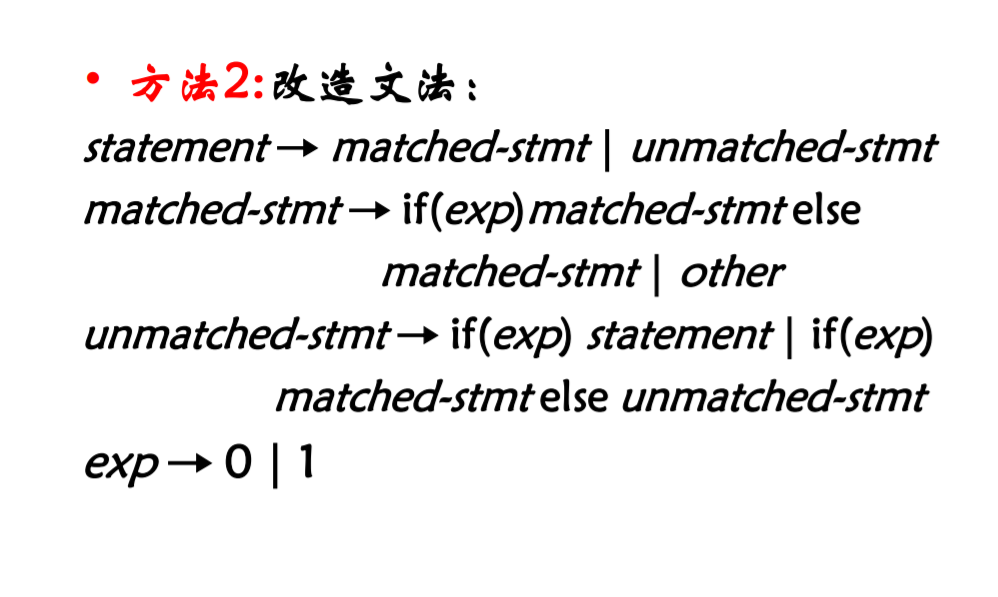 • 方法2:改造文法：
statement → matched-stmt | unmatched-stmt
matched-stmt → if(exp)matched-stmt else
matched-stmt | other
unmatched-stmt → if(exp) statement | if(exp)
matched-stmt else unmatched-stmt
exp → 0 | 1